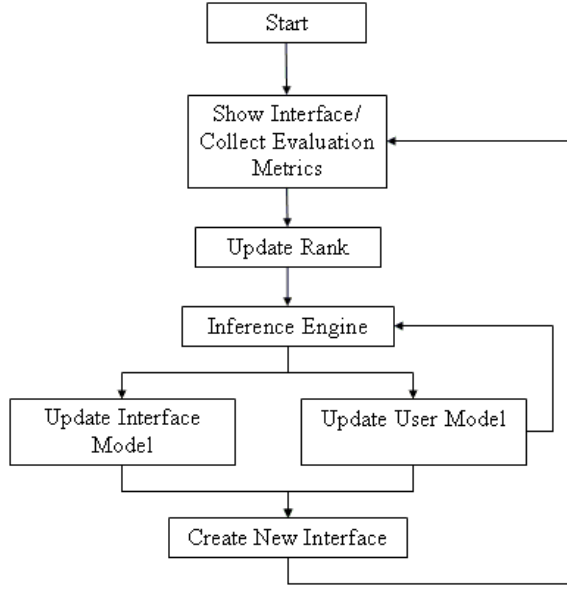 Start
Show Interface/
Collect Evaluation
Metrics
Update Rank
Inference Engine
Update Interface
Model
Update User Model
Create New Interface